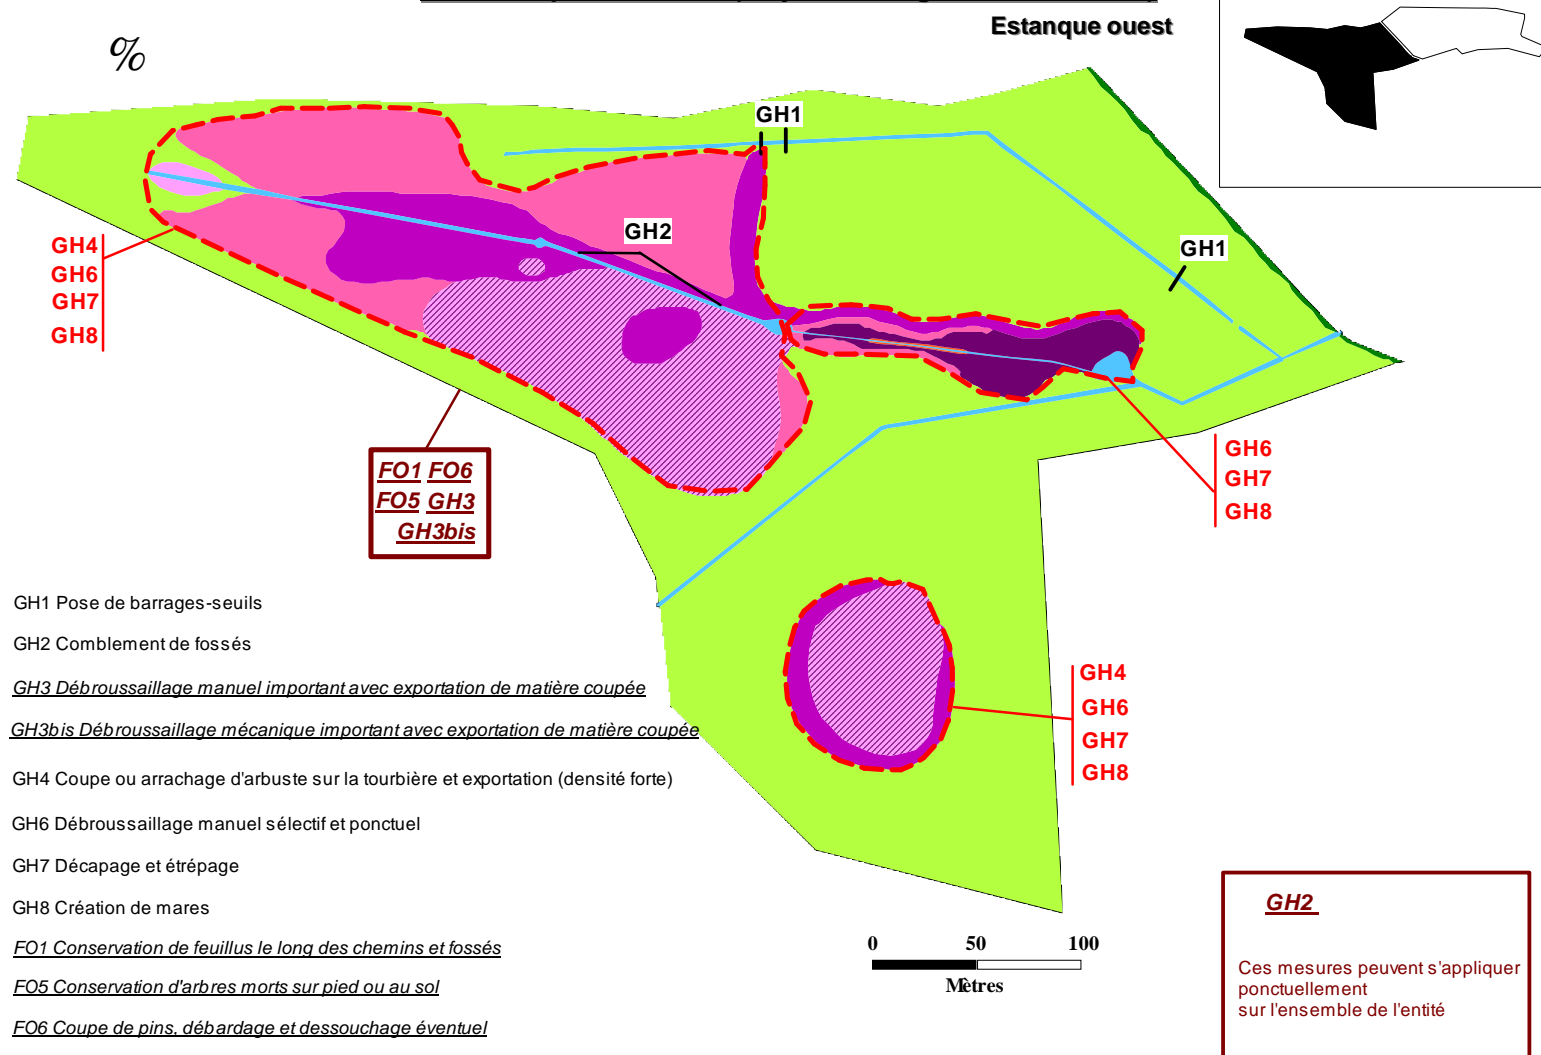 Estanque ouest
%
GH1
GH2
GH1
GH4
GH6
GH7
GH8
FO1 FO6
FO5 GH3
GH3bis
GH6
GH7
GH8
GH4
GH6
GH7
GH8
GH1 Pose de barrages-seuils
GH2 Comblement de fossés
GH3 Débroussaillage manuel important avec exportation de matière coupée
GH3bis Débroussaillage mécanique important avec exportation de matière coupée
GH4 Coupe ou arrachage d'arbuste sur la tourbière et exportation (densité forte)
GH6 Débroussaillage manuel sélectif et ponctuel
GH7 Décapage et étrépage
GH8 Création de mares
FO1 Conservation de feuillus le long des chemins et fossés
FO5 Conservation d'arbres morts sur pied ou au sol
FO6 Coupe de pins, débardage et dessouchage éventuel
0 50 100
Mètres
GH2
Ces mesures peuvent s'appliquer
ponctuellement
sur l'ensemble de l'entité